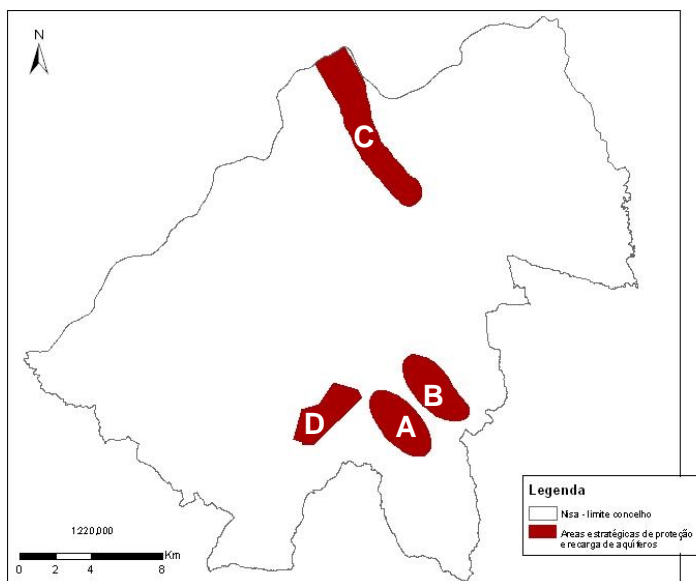 N
C
B
D
A
1:220,000
0 2 4 8
Km
Legenda
Nisa - limite concelho
Areas estratégicas de proteção
e recarga de aquíferos